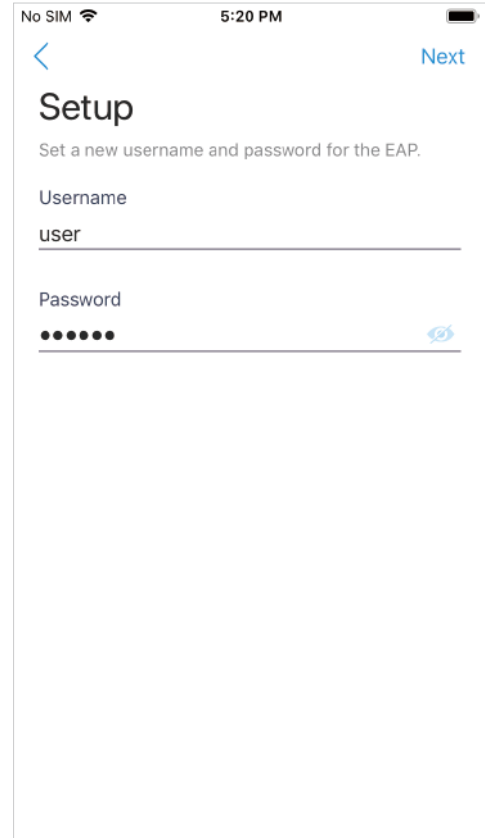 No SIM 5:20 PM
Next
Setup
Set a new username and password for the EAP.
Username
user
Password
••••••